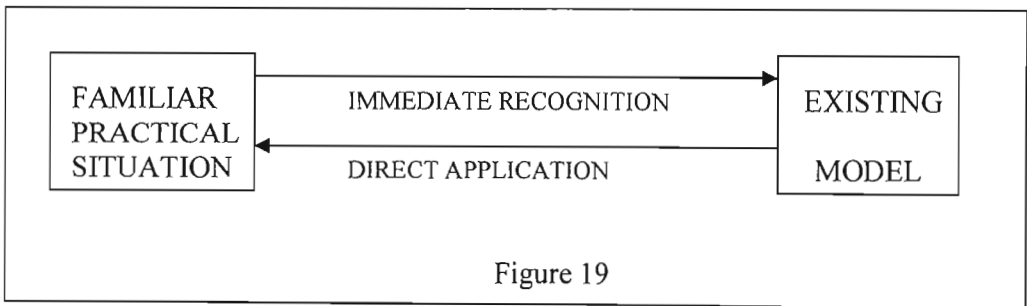 FAMILIAR
PRACTICAL
SITUATION
IMMEDIATE RECOGNITION
DIRECT APPLICATION
EXISTING
MODEL
Figure 19